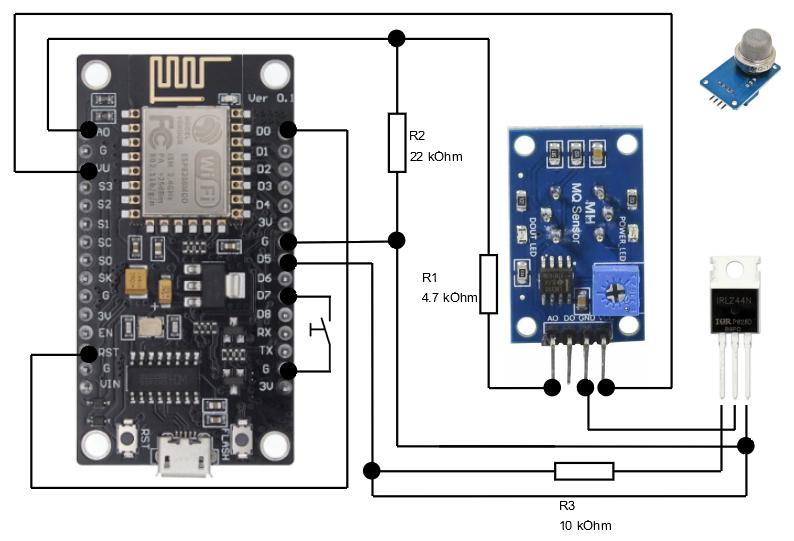 Ver 0.1
A0
G
VU
S3
S2
S1
SC
SO
SK
G
3V
EN
RST
G
VIN
D0
D1
D2
D3
D4
3V
G
D5
D6
D7
D8
RX
TX
G
3V
WiFi
RST
FLASH
R2
22 kOhm
R1
4.7 kOhm
MH
MQ Sensor
DOUT_LED
POWER_LED
AO DO GND
IRLZ44N
R3
10 kOhm